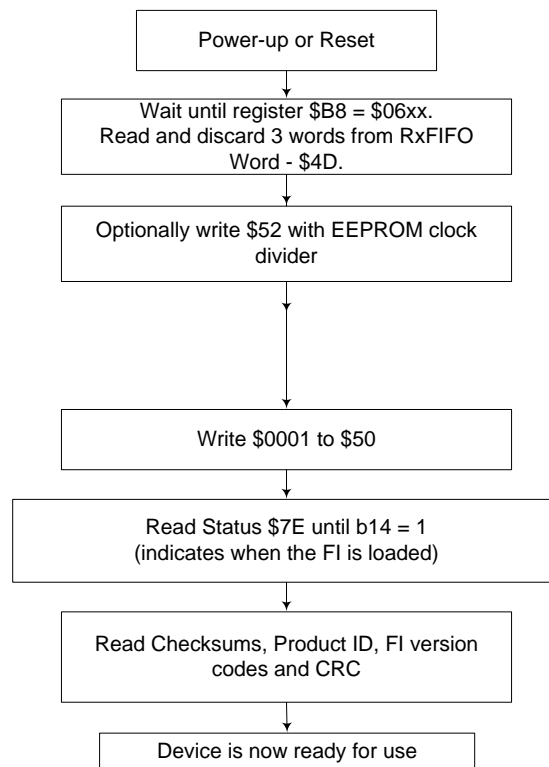 Power-up or Reset
Wait until register $B8 = $06xx.
Read and discard 3 words from RxFIFO
Word - $4D.
Optionally write $52 with EEPROM clock
divider
Write $0001 to $50
Read Status $7E until b14 = 1
(indicates when the FI is loaded)
Read Checksums, Product ID, FI version
codes and CRC
Device is now ready for use